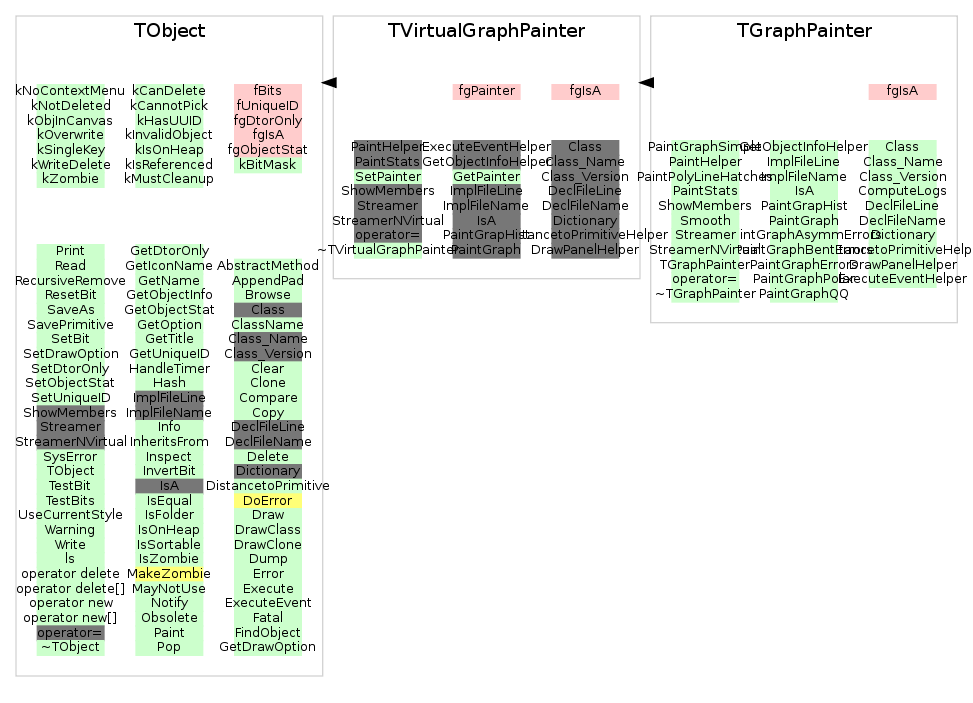 TObject
kNoContextMenu
kNotDeleted
kObjInCanvas
kOverwrite
kSingleKey
kWriteDelete
kZombie
kCanDelete
kCannotPick
kHasUUID
kInvalidObject
kIsOnHeap
kIsReferenced
kMustCleanup
fBits
fUniqueID
fgDtorOnly
fgIsA
fgObjectStat
kBitMask
Print
Read
RecursiveRemove
ResetBit
SaveAs
SavePrimitive
SetBit
SetDrawOption
SetDtorOnly
SetObjectStat
SetUniqueID
ShowMembers
Streamer
StreamerNVirtual
SysError
TObject
TestBit
TestBits
UseCurrentStyle
Warning
Write
ls
operator delete
operator delete[]
operator new
operator new[]
operator=
~TObject
GetDtorOnly
GetIconName
GetName
GetObjectInfo
GetObjectStat
GetOption
GetTitle
GetUniqueID
HandleTimer
Hash
ImplFileLine
ImplFileName
Info
InheritsFrom
Inspect
InvertBit
IsA
IsEqual
IsFolder
IsOnHeap
IsSortable
IsZombie
MakeZombie
MayNotUse
Notify
Obsolete
Paint
Pop
AbstractMethod
AppendPad
Browse
Class
ClassName
Class_Name
Class_Version
Clear
Clone
Compare
Copy
DeclFileLine
DeclFileName
Delete
Dictionary
DistancetoPrimitive
DoError
Draw
DrawClass
DrawClone
Dump
Error
Execute
ExecuteEvent
Fatal
FindObject
GetDrawOption
TVirtualGraphPainter
fgPainter
fgIsA
PaintHelper
PaintStats
SetPainter
ShowMembers
Streamer
StreamerNVirtual
operator=
~TVirtualGraphPainter
ExecuteEventHelper
GetObjectInfoHelper
GetPainter
ImplFileLine
ImplFileName
IsA
PaintGrapHist
PaintGraph
Class
Class_Name
Class_Version
DeclFileLine
DeclFileName
Dictionary
stancetoPrimitiveHelper
DrawPanelHelper
TGraphPainter
fgIsA
PaintGraphSimple
PaintHelper
PaintPolyLineHatches
PaintStats
ShowMembers
Smooth
Streamer
StreamerNVirtual
TGraphPainter
operator=
~TGraphPainter
GetObjectInfoHelper
ImplFileLine
ImplFileName
IsA
PaintGrapHist
PaintGraph
intGraphAsymmErrors
PaintGraphBentErrors
PaintGraphErrors
PaintGraphPolar
PaintGraphQQ
Class
Class_Name
Class_Version
ComputeLogs
DeclFileLine
DeclFileName
Dictionary
ancetoPrimitiveHelp
DrawPanelHelper
ExecuteEventHelper